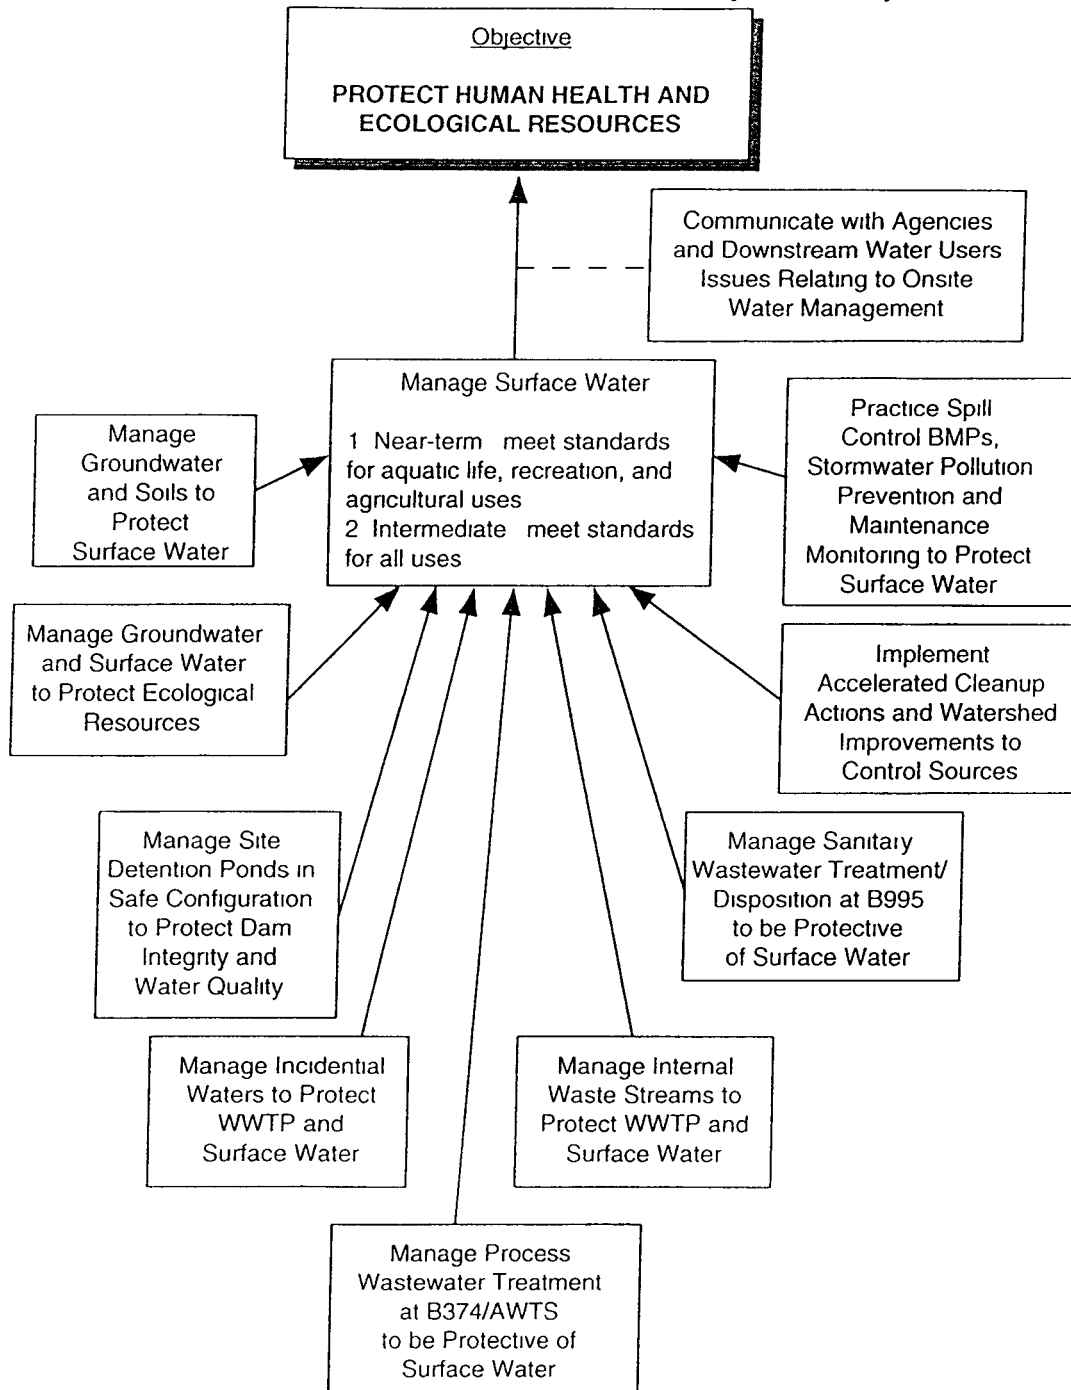 Objective
PROTECT HUMAN HEALTH AND
ECOLOGICAL RESOURCES
Communicate with Agencies
and Downstream Water Users
Issues Relating to Onsite
Water Management
Manage Surface Water
1 Near-term meet standards
for aquatic life, recreation, and
agricultural uses
2 Intermediate meet standards
for all uses
Manage
Groundwater
and Soils to
Protect
Surface Water
Practice Spill
Control BMPs,
Stormwater Pollution
Prevention and
Maintenance
Monitoring to Protect
Surface Water
Manage Groundwater
and Surface Water
to Protect Ecological
Resources
Implement
Accelerated Cleanup
Actions and Watershed
Improvements to
Control Sources
Manage Site
Detention Ponds in
Safe Configuration
to Protect Dam
Integrity and
Water Quality
Manage Sanitary
Wastewater Treatment/
Disposition at B995
to be Protective
of Surface Water
Manage Incidential
Waters to Protect
WWTP and
Surface Water
Manage Internal
Waste Streams to
Protect WWTP and
Surface Water
Manage Process
Wastewater Treatment
at B374/AWTS
to be Protective of
Surface Water